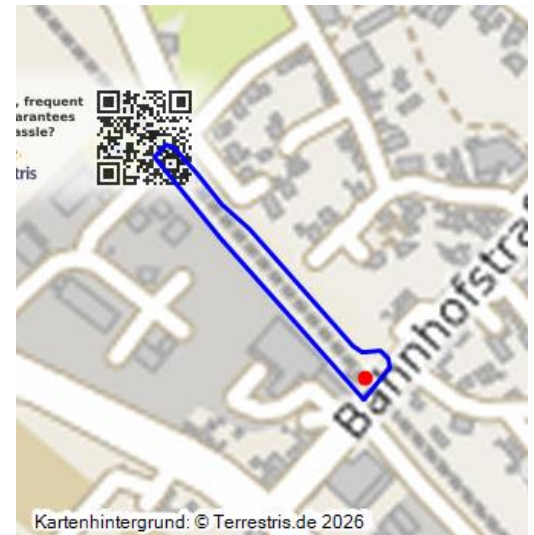 , frequent
arantees
assle?
tris
Bahnhofstra
Kartenhintergrund: © Terrestris.de 2026